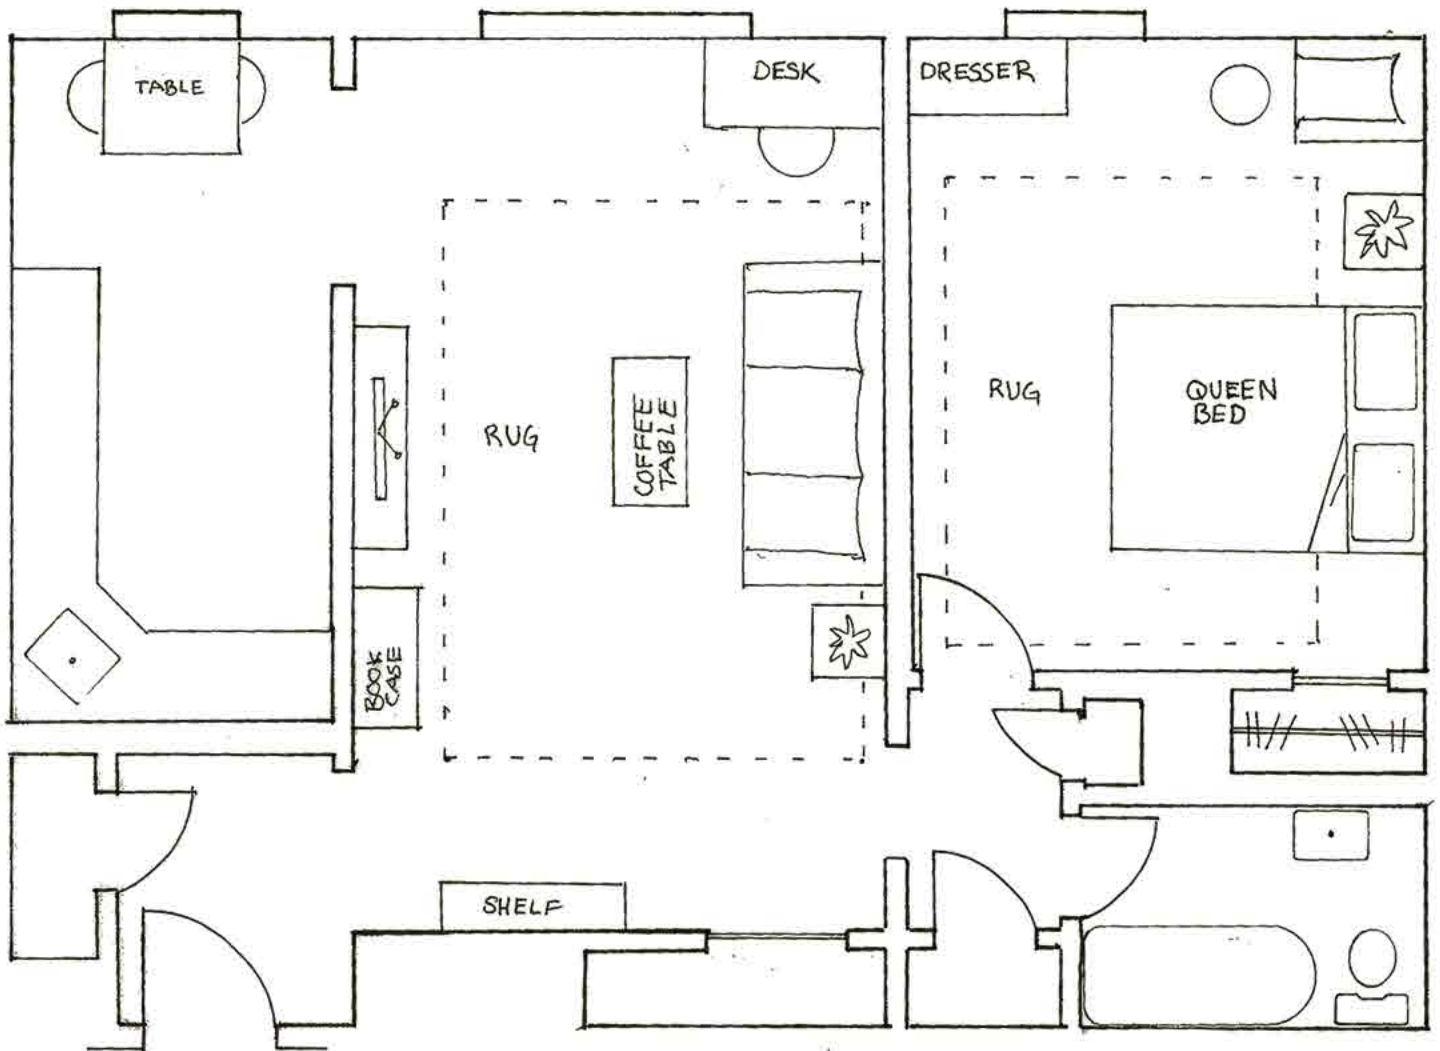 TABLE
DESK
DRESSER
RUG
COFFEE
TABLE
RUG
QUEEN
BED
BOOK
CASE
SHELF